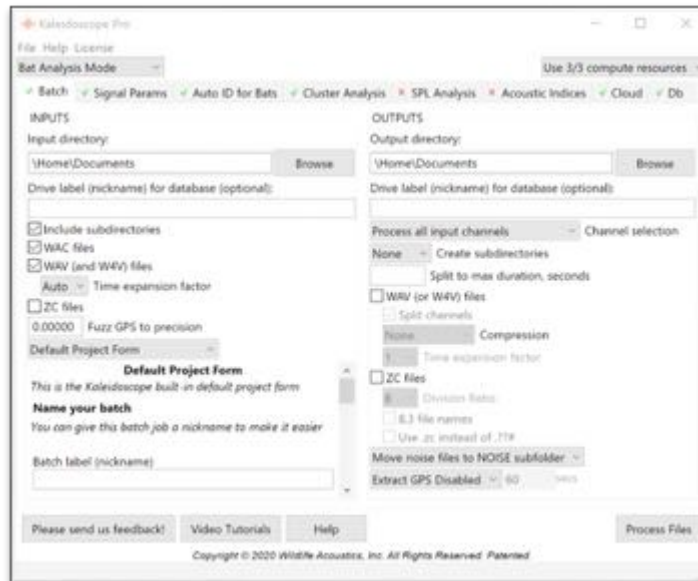 Kaleidoscope Pro
File Help License
Bat Analysis Mode
Use 3/3 compute resources
Batch Signal Params Auto ID for Bats Cluster Analysis SPL Analysis Acoustic Indices Cloud Db
INPUTS
Input directory:
\Home\Documents Browse
Drive label (nickname) for database (optional):
Include subdirectories
WAC files
WAV (and W4V) files
Auto Time expansion factor
ZC files
0.00000 Fuzz GPS to precision
Default Project Form
Default Project Form
This is the Kaleidoscope built-in default project form
Name your batch
You can give this batch job a nickname to make it easier
Batch label (nickname)
OUTPUTS
Output directory:
\Home\Documents Browse
Drive label (nickname) for database (optional):
Process all input channels Channel selection
None Create subdirectories
Split to max duration, seconds
WAV (or W4V) files
Split channels
None Compression
1 Time expansion factor
ZC files
8 Division Ratio
8.3 file names
Use .zc instead of .??#
Move noise files to NOISE subfolder
Extract GPS Disabled 60 secs
Please send us feedback! Video Tutorials Help Process Files
Copyright © 2020 Wildlife Acoustics, Inc. All Rights Reserved. Patented.